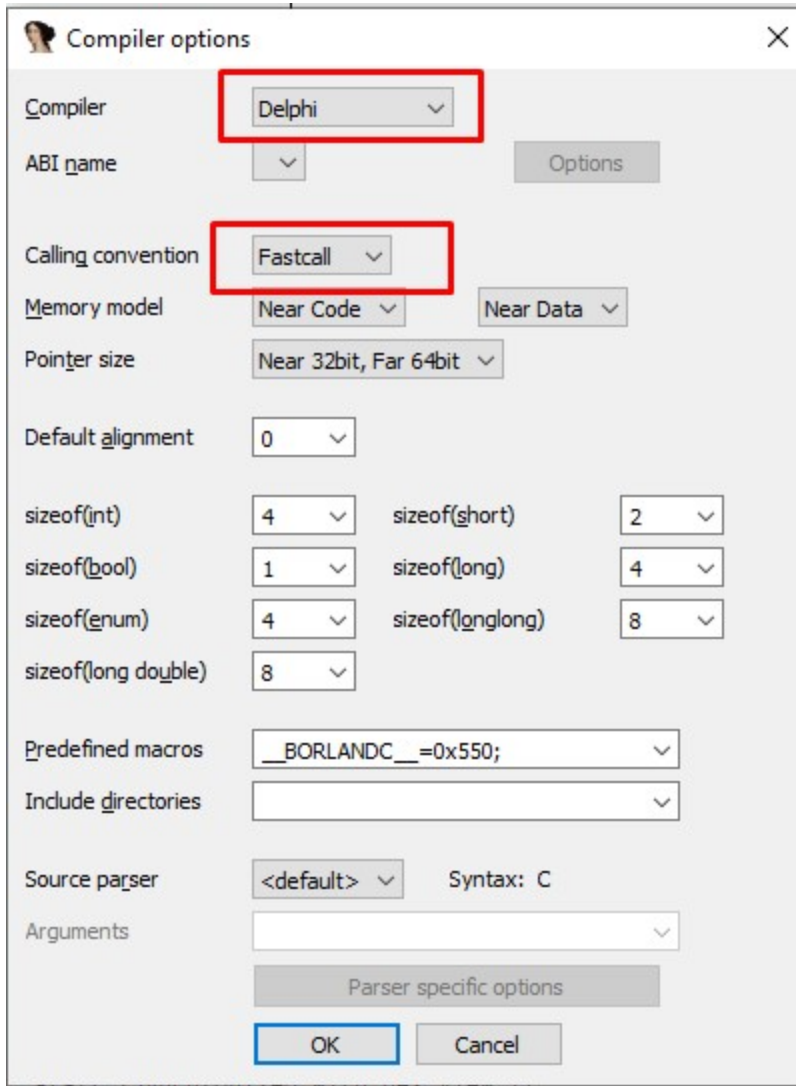 Compiler options
Compiler Delphi
ABI name Options
Calling convention Fastcall
Memory model Near Code Near Data
Pointer size Near 32bit, Far 64bit
Default alignment 0
sizeof(int) 4 sizeof(short) 2
sizeof(bool) 1 sizeof(long) 4
sizeof(enum) 4 sizeof(longlong) 8
sizeof(long double) 8
Predefined macros __BORLANDC__=0x550;
Include directories
Source parser <default> Syntax: C
Arguments
Parser specific options
OK Cancel